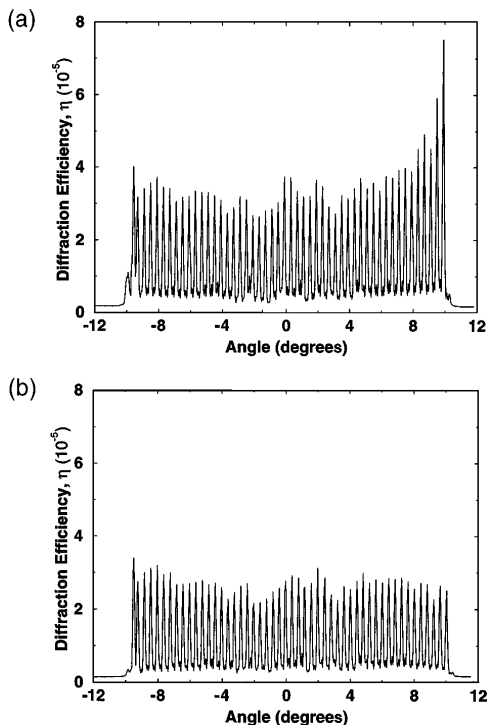 (a)
8
6
4
2
0
Diffraction Efficiency, η (10⁻⁵)
-12 -8 -4 0 4 8 12
Angle (degrees)
(b)
8
6
4
2
0
Diffraction Efficiency, η (10⁻⁵)
-12 -8 -4 0 4 8 12
Angle (degrees)